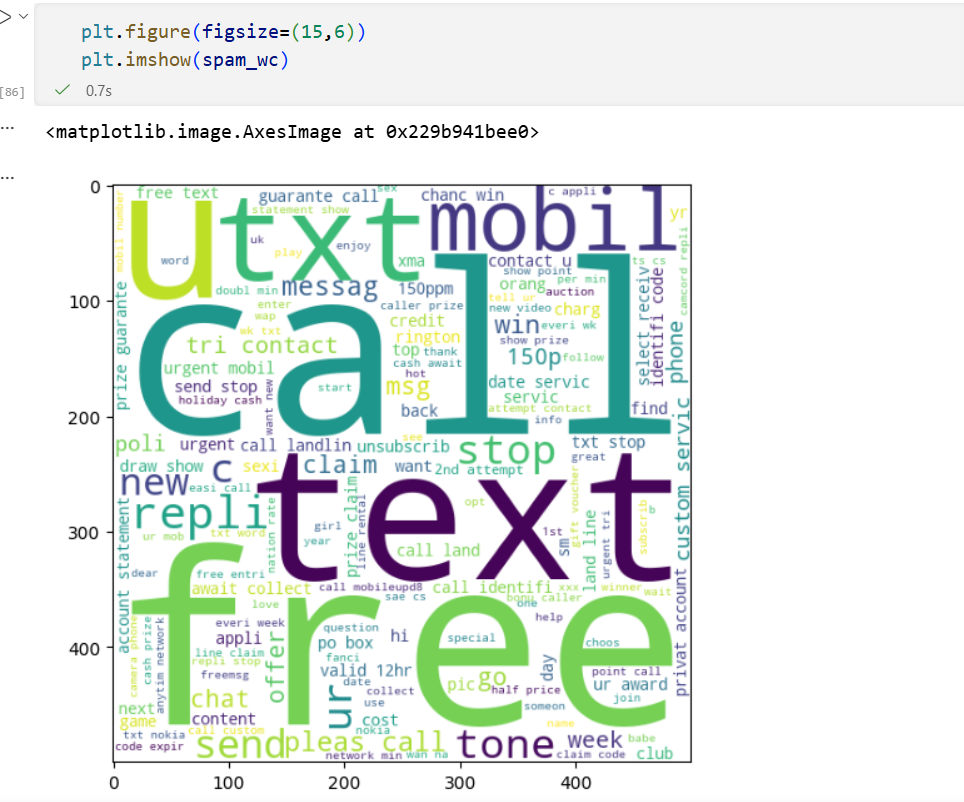 plt.figure(figsize=(15,6))
plt.imshow(spam_wc)
[86]
0.7s
...
<matplotlib.image.AxesImage at 0x229b941bee0>
...
0
100
200
300
400
0
100
200
300
400
free text
guarante call
sex
chanc win
c appli
statement show
mobil number
u
txt
mobil
yr
uk
play
enjoy
word
xma
contact u
ts cs
show point
camcord repli
doubl min
messag
150ppm
orang
per min
tell ur
auction
enter
caller prize
new video
charg
select receiv
identifi code
prize guarante
wap
credit
win
everi wk
call
wk txt
rington
show prize
phone
tri contact
top
thank
150p
follow
urgent mobil
cash await
hot
date servic
send stop
start
msg
servic
holiday cash
want new
back
attempt contact
find
info
poli
urgent
call landlin
unsubscrib
see
stop
txt stop
great
custom servic
draw show
c
sexi
claim
want
2nd attempt
new
easi call
text
opt
gift voucher
repli
prize claim
line rental
girl
1st
b
subscrib
account statement
ur mob
txt word
nation rate
year
call land
sm
land line
urgent tri
dear
free entri
await collect
call mobileupd8
call identifi
xxx
winner
wait
free
love
sae cs
bonu caller
one
privat account
everi week
question
help
appli
po box
hi
special
choos
camera phone
cash prize
anytim network
line claim
offer
fanci
repli stop
valid 12hr
day
point call
freemsg
date
pic
go
ur award
chat
ur
collect
half price
join
use
someon
next
content
cost
name
game
call custom
nokia
txt nokia
send
pleas call
tone
week
babe
code expir
network min
wan na
claim code
club